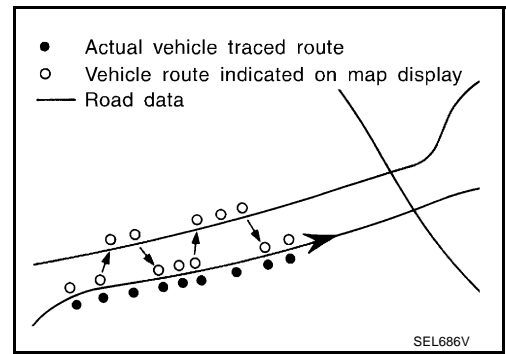 Actual vehicle traced route
Vehicle route indicated on map display
Road data
SEL686V